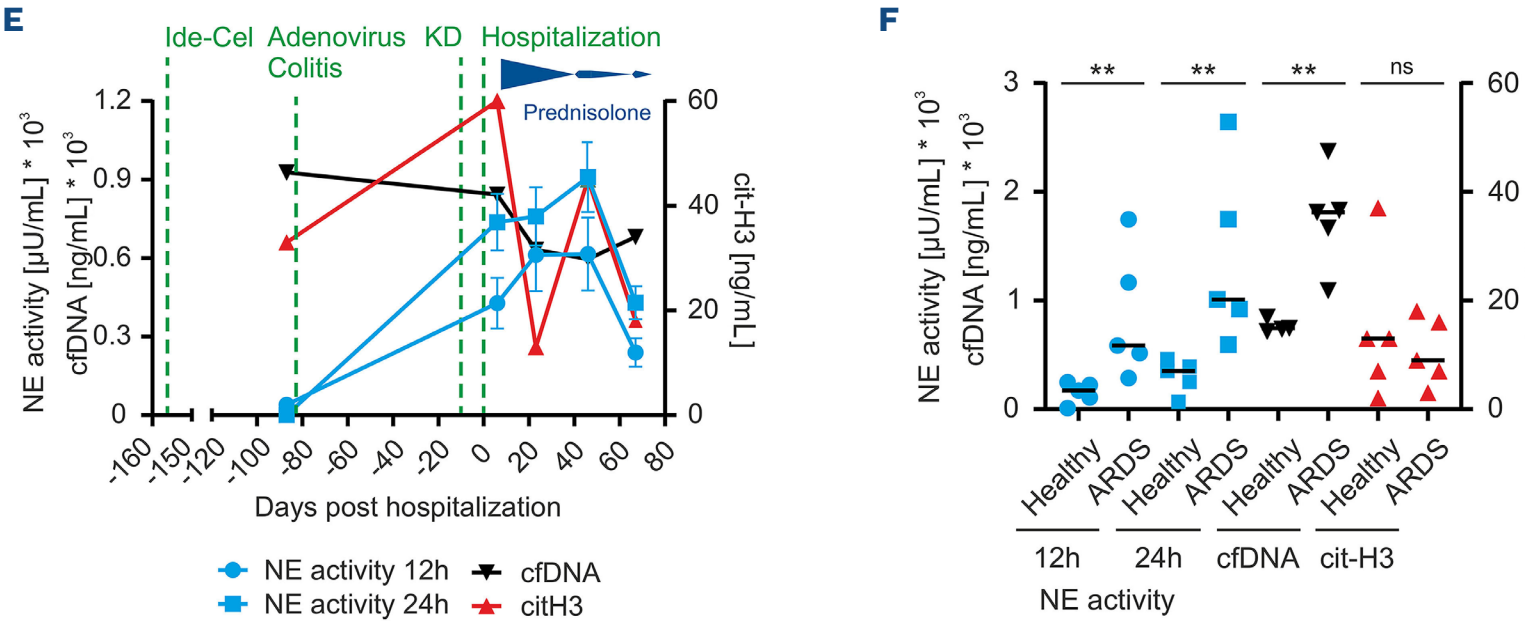 E
Ide-Cel Adenovirus Colitis KD Hospitalization
Prednisolone
NE activity [µU/mL] * 10³
cfDNA [ng/mL] * 10³
1.2
0.9
0.6
0.3
0
60
40
20
0
cit-H3 [ng/mL]
-160 -150 -120 -100 -80 -60 -40 -20 0 20 40 60 80
Days post hospitalization
NE activity 12h
NE activity 24h
cfDNA
citH3
F
** ** ** ns
NE activity [µU/mL] * 10³
cfDNA [ng/mL] * 10³
3
2
1
0
60
40
20
0
Healthy ARDS Healthy ARDS Healthy ARDS Healthy ARDS
12h 24h cfDNA cit-H3
NE activity